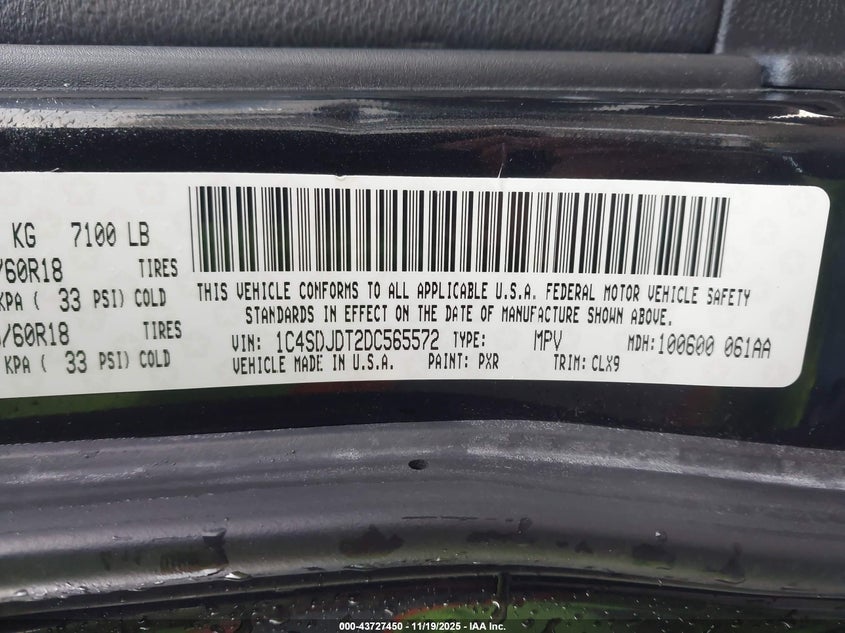 KG 7100 LB
/60R18 TIRES
KPA ( 33 PSI) COLD
/60R18 TIRES
KPA ( 33 PSI) COLD
THIS VEHICLE CONFORMS TO ALL APPLICABLE U.S.A. FEDERAL MOTOR VEHICLE SAFETY
STANDARDS IN EFFECT ON THE DATE OF MANUFACTURE SHOWN ABOVE.
VIN: 1C4SDJDT2DC565572 TYPE: MPV MDH: 100600 061AA
VEHICLE MADE IN U.S.A. PAINT: PXR TRIM: CLX9
000-43727450 - 11/19/2025 - IAA Inc.